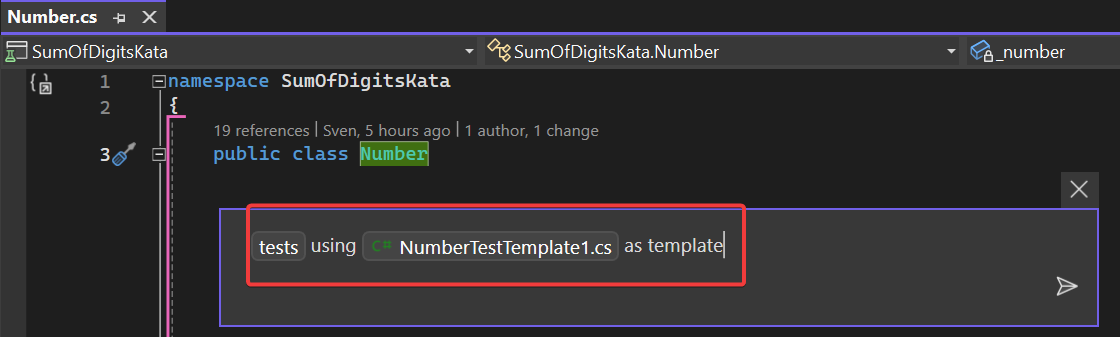 Number.cs
SumOfDigitsKata SumOfDigitsKata.Number _number
1 namespace SumOfDigitsKata
2 {
19 references | Sven, 5 hours ago | 1 author, 1 change
3 public class Number
tests using C# NumberTestTemplate1.cs as template